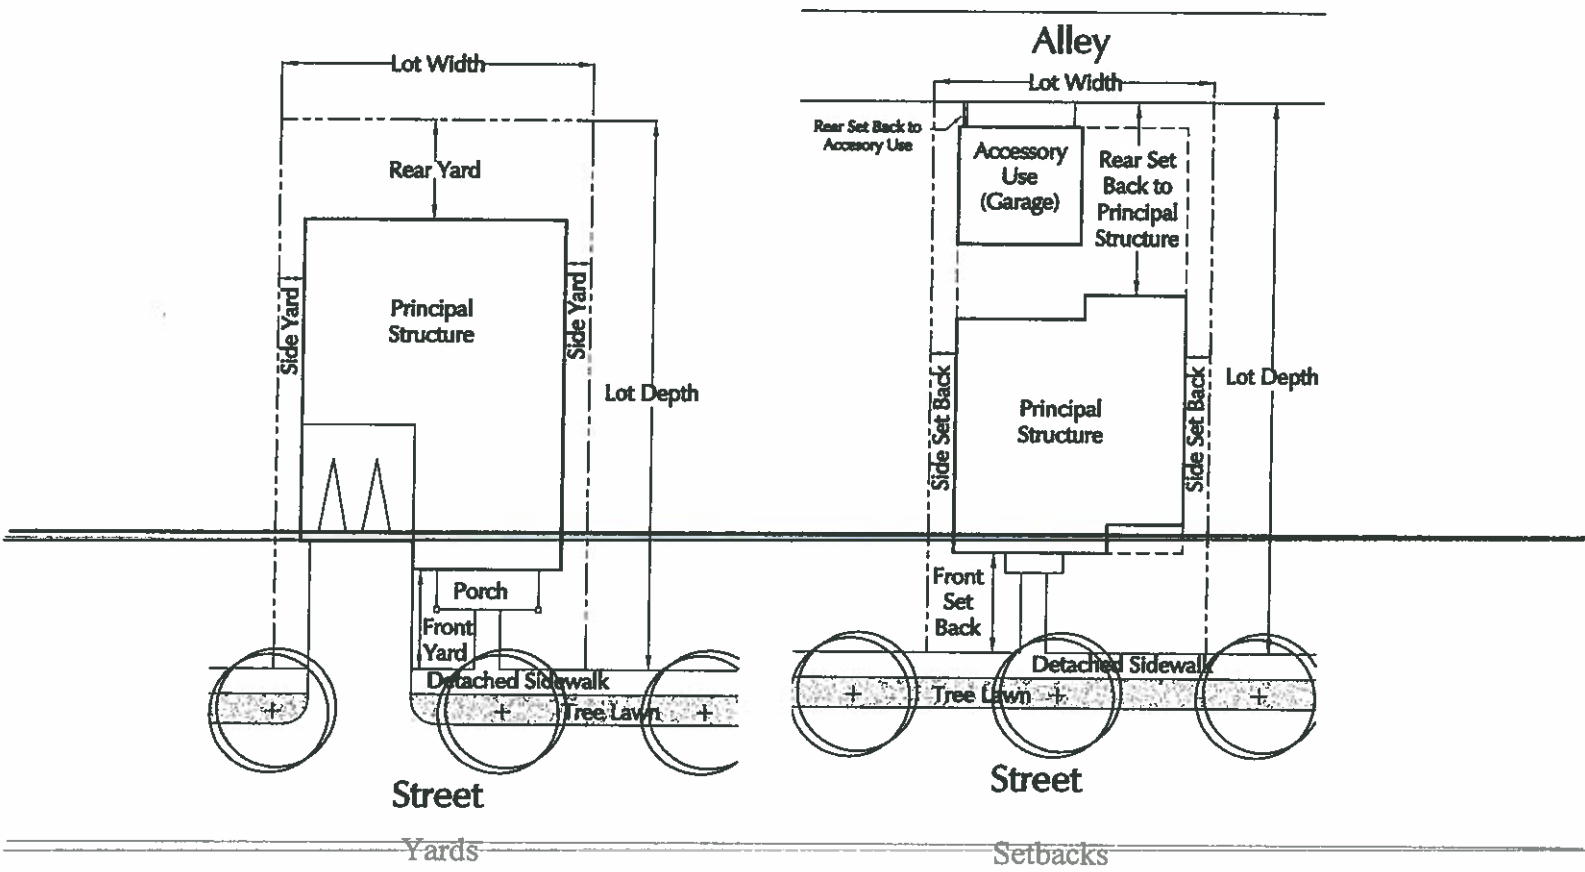 Lot Width
Rear Yard
Side Yard
Principal
Structure
Side Yard
Lot Depth
Porch
Front
Yard
Detached Sidewalk
Tree Lawn
Street
Yards
Alley
Lot Width
Rear Set Back to
Accesory Use
Accessory
Use
(Garage)
Rear Set
Back to
Principal
Structure
Side Set Back
Principal
Structure
Side Set Back
Lot Depth
Front
Set
Back
Detached Sidewalk
Tree Lawn
Street
Setbacks